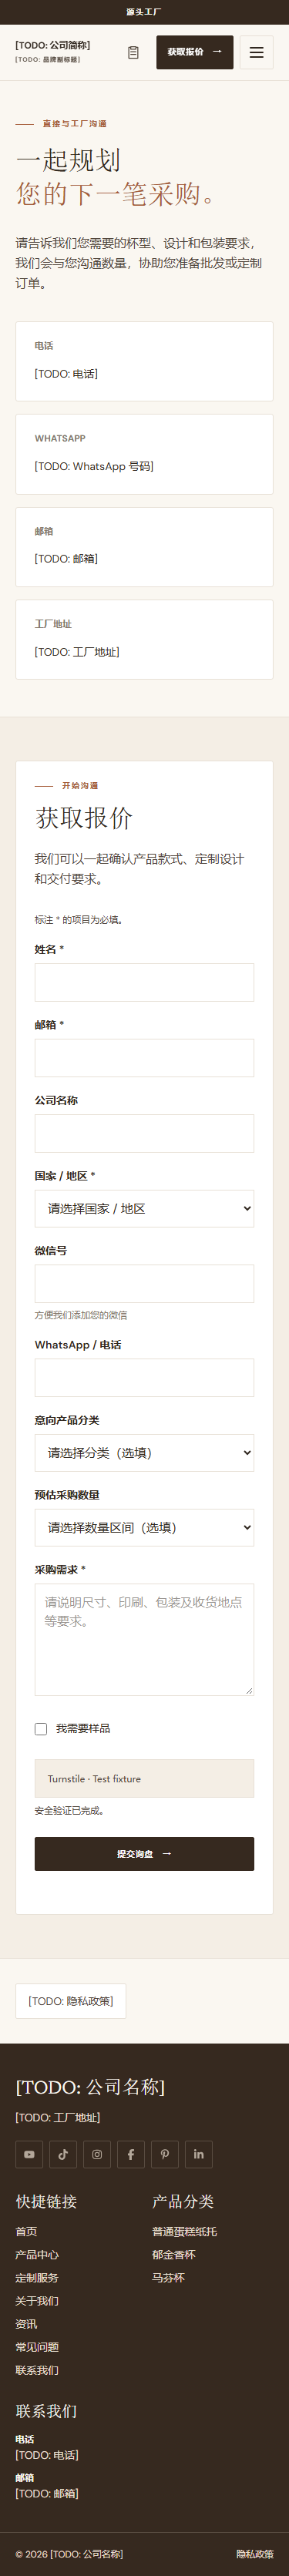 源头工厂
[TODO: 公司简称]
[TODO: 品牌副标题]
获取报价 →
直接与工厂沟通
一起规划
您的下一笔采购。
请告诉我们您需要的杯型、设计和包装要求，
我们会与您沟通数量，协助您准备批发或定制
订单。
电话
[TODO: 电话]
WHATSAPP
[TODO: WhatsApp 号码]
邮箱
[TODO: 邮箱]
工厂地址
[TODO: 工厂地址]
开始沟通
获取报价
我们可以一起确认产品款式、定制设计
和交付要求。
标注 * 的项目为必填。
姓名 *
邮箱 *
公司名称
国家 / 地区 *
请选择国家 / 地区
微信号
方便我们添加您的微信
WhatsApp / 电话
意向产品分类
请选择分类（选填）
预估采购数量
请选择数量区间（选填）
采购需求 *
请说明尺寸、印刷、包装及收货地点
等要求。
我需要样品
Turnstile · Test fixture
安全验证已完成。
提交询盘 →
[TODO: 隐私政策]
[TODO: 公司名称]
[TODO: 工厂地址]
快捷链接
首页
产品中心
定制服务
关于我们
资讯
常见问题
联系我们
产品分类
普通蛋糕纸托
郁金香杯
马芬杯
联系我们
电话
[TODO: 电话]
邮箱
[TODO: 邮箱]
© 2026 [TODO: 公司名称]
隐私政策